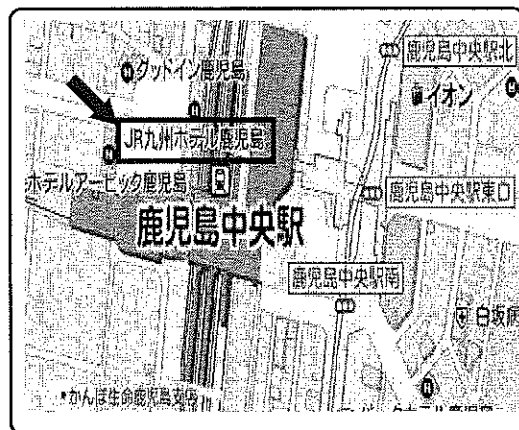 鹿児島中央駅北
グッドイン鹿児島
イオン
JR九州ホテル鹿児島
ホテルアービック鹿児島
鹿児島中央駅東口
鹿児島中央駅
鹿児島中央駅南
白坂病
かんぽ生命鹿児島支店